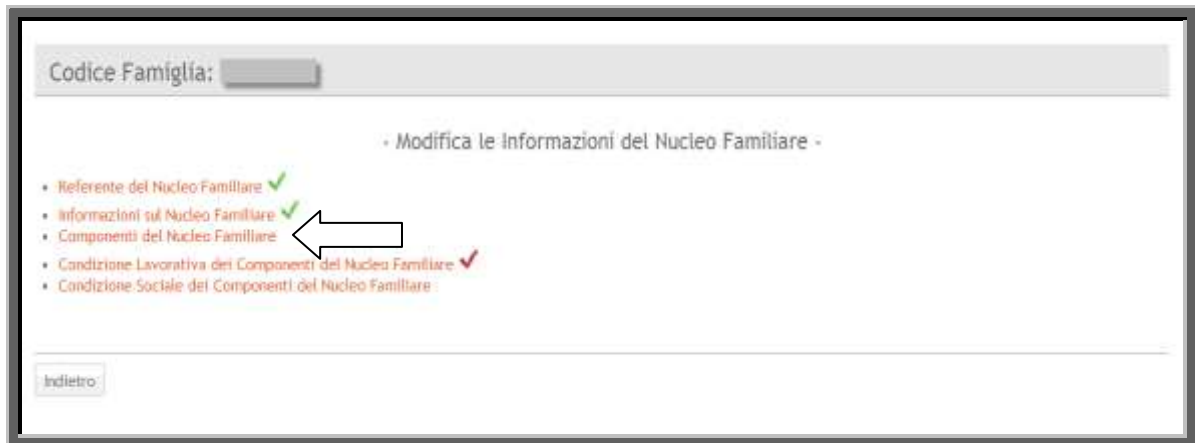 Codice Famiglia:
- Modifica le Informazioni del Nucleo Familiare -
Referente del Nucleo Familiare
Informazioni sul Nucleo Familiare
Componenti del Nucleo Familiare
Condizione Lavorativa dei Componenti del Nucleo Familiare
Condizione Sociale dei Componenti del Nucleo Familiare
Indietro